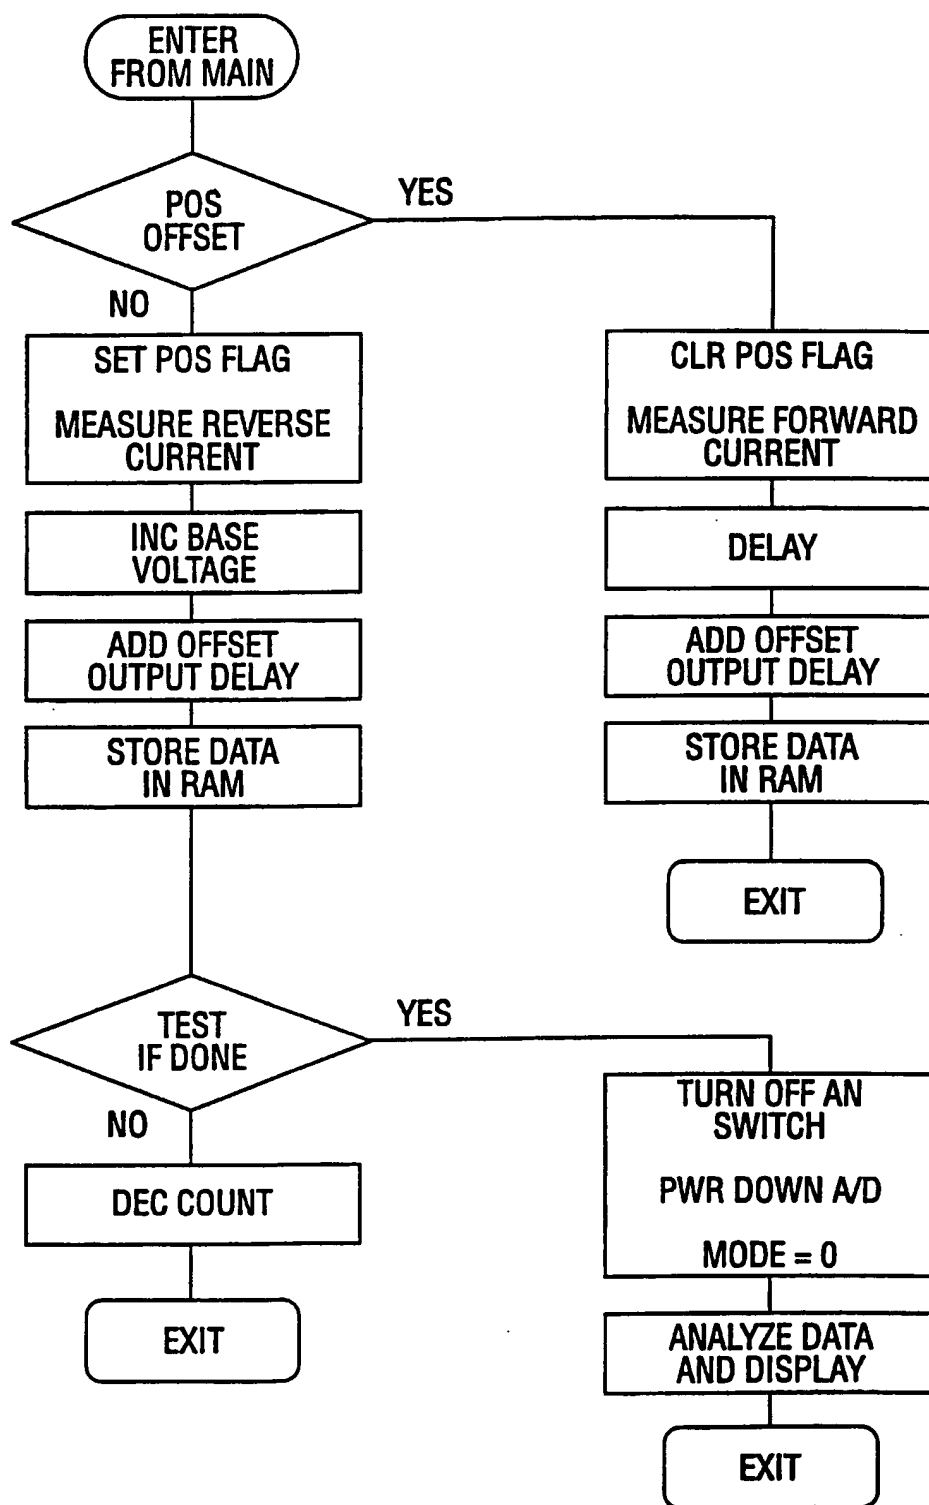 ENTER
FROM MAIN
POS
OFFSET
YES
NO
SET POS FLAG
MEASURE REVERSE
CURRENT
INC BASE
VOLTAGE
ADD OFFSET
OUTPUT DELAY
STORE DATA
IN RAM
CLR POS FLAG
MEASURE FORWARD
CURRENT
DELAY
ADD OFFSET
OUTPUT DELAY
STORE DATA
IN RAM
EXIT
TEST
IF DONE
YES
NO
DEC COUNT
EXIT
TURN OFF AN
SWITCH
PWR DOWN A/D
MODE = 0
ANALYZE DATA
AND DISPLAY
EXIT